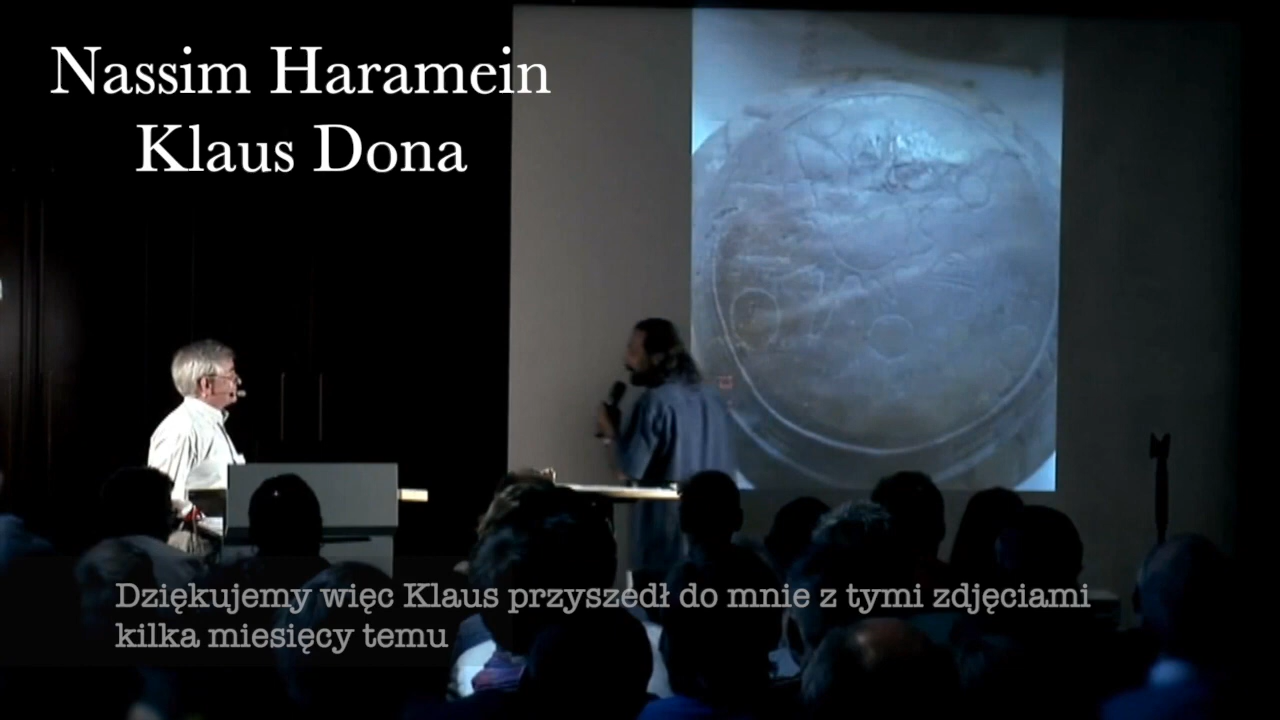 Nassim Haramein
Klaus Dona
Dziękujemy więc Klaus przyszedł do mnie z tymi zdjęciami
kilka miesięcy temu